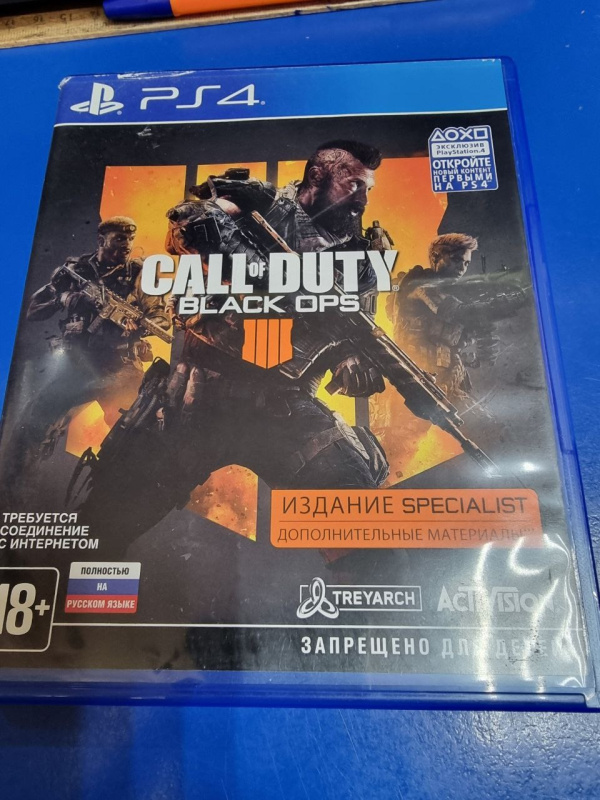 PS4
ЭКСКЛЮЗИВ
PlayStation.4
ОТКРОЙТЕ
НОВЫЙ КОНТЕНТ
ПЕРВЫМИ
НА PS4
CALL OF DUTY®
BLACK OPS
IIII
ИЗДАНИЕ SPECIALIST
ДОПОЛНИТЕЛЬНЫЕ МАТЕРИАЛЫ
ТРЕБУЕТСЯ
СОЕДИНЕНИЕ
С ИНТЕРНЕТОМ
ПОЛНОСТЬЮ
НА
РУССКОМ ЯЗЫКЕ
18+
TREYARCH
ACTIVISION
ЗАПРЕЩЕНО ДЛЯ ДЕТЕЙ